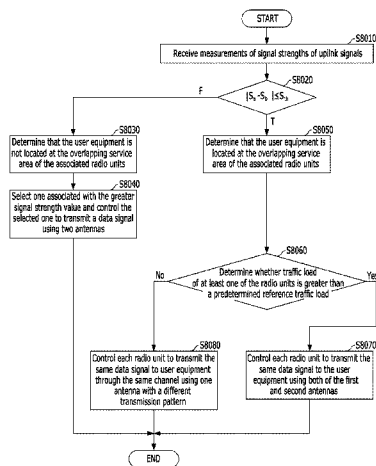 START
S8010
Receive measurements of signal strengths of uplink signals
S8020
|Sa-Sb|≤Sth
F
T
S8030
Determine that the user equipment is
not located at the overlapping service
area of the associated radio units
S8050
Determine that the user equipment is
located at the overlapping service
area of the associated radio units
S8040
Select one associated with the greater
signal strength value and control the
selected one to transmit a data signal
using two antennas
S8060
No
Determine whether traffic load
of at least one of the radio units is greater than
a predetermined reference traffic load
Yes
S8080
Control each radio unit to transmit the
same data signal to user equipment
through the same channel using one
antenna with a different
transmission pattern
S8070
Control each radio unit to transmit the
same data signal to the user
equipment using both of the first
and second antennas
END